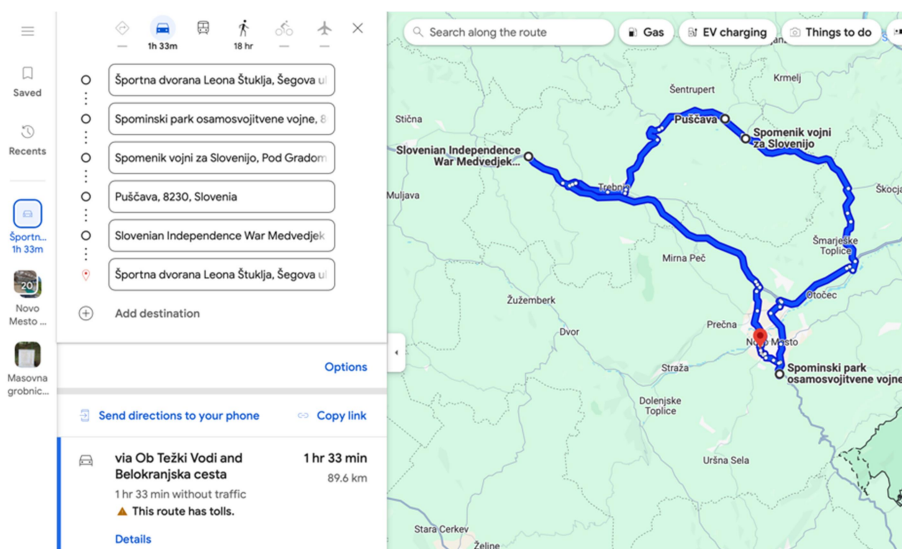 Search along the route
Gas
EV charging
Things to do
1h 33m
18 hr
Saved
Recents
Športn...
1h 33m
20
Novo
Mesto ...
Masovna
grobnic...
Športna dvorana Leona Štuklja, Šegova ul
Spominski park osamosvojitvene vojne, 8
Spomenik vojni za Slovenijo, Pod Gradom
Puščava, 8230, Slovenia
Slovenian Independence War Medvedjek
Športna dvorana Leona Štuklja, Šegova ul
Add destination
Options
Send directions to your phone
Copy link
via Ob Težki Vodi and
Belokranjska cesta
1 hr 33 min
89.6 km
1 hr 33 min without traffic
This route has tolls.
Details
Krmelj
Šentrupert
Stična
Puščava
Spomenik vojni
za Slovenijo
Slovenian Independence
War Medvedjek...
Trebnje
Muljava
Škocja
Šmarješke
Toplice
Mirna Peč
Otočec
Žužemberk
Prečna
Dvor
Novo Mesto
Straža
Spominski park
osamosvojitvene vojne
Dolenjske
Toplice
Uršna Sela
Stara Cerkev
Željne